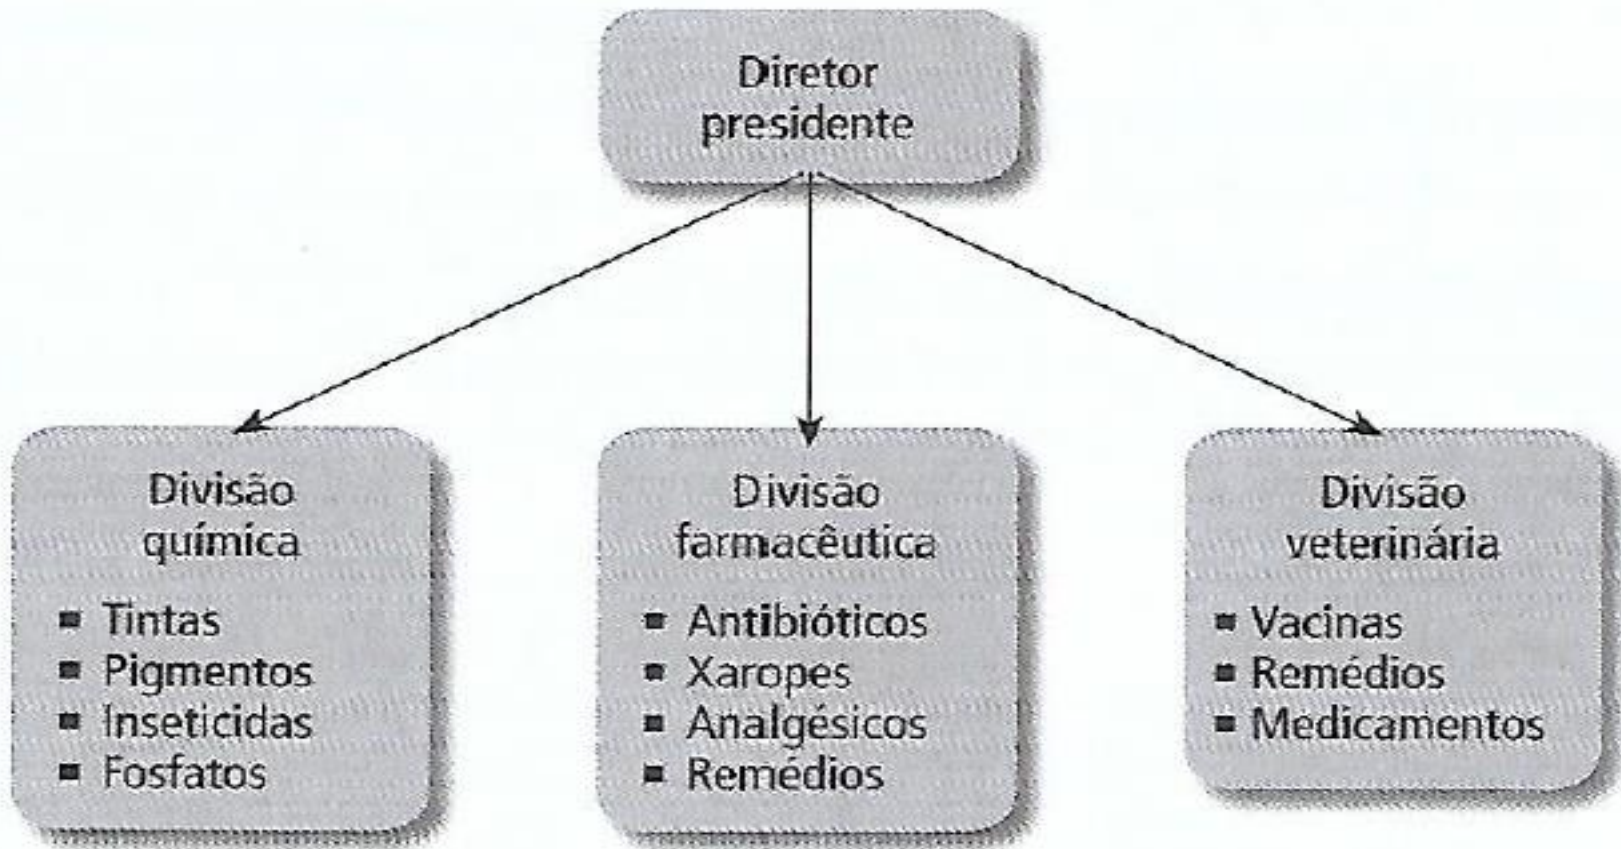 Diretor
presidente
Divisão
química
▪ Tintas
▪ Pigmentos
▪ Inseticidas
▪ Fosfatos
Divisão
farmacêutica
▪ Antibióticos
▪ Xaropes
▪ Analgésicos
▪ Remédios
Divisão
veterinária
▪ Vacinas
▪ Remédios
▪ Medicamentos